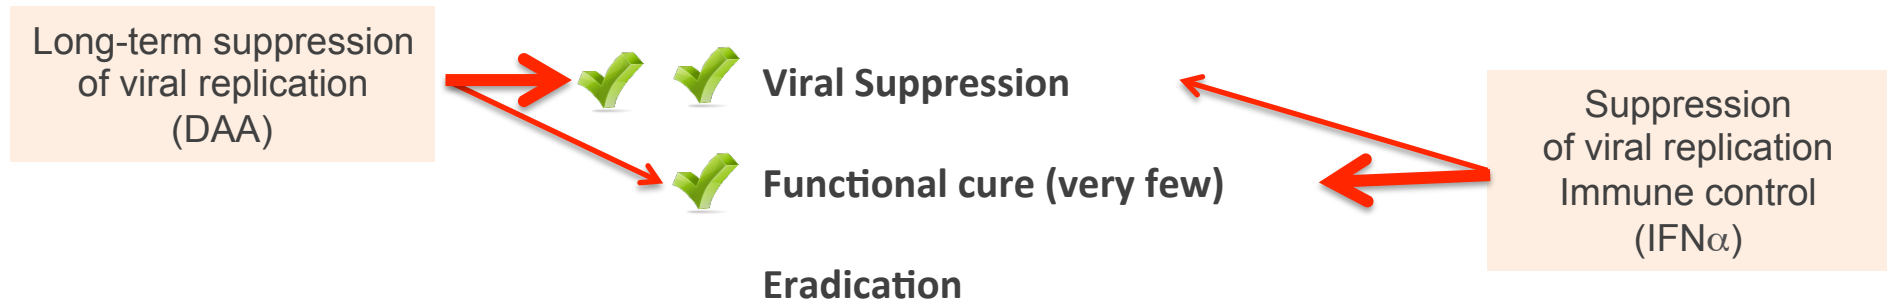 Long-term suppression
of viral replication
(DAA)
Viral Suppression
Functional cure (very few)
Eradication
Suppression
of viral replication
Immune control
(IFNα)